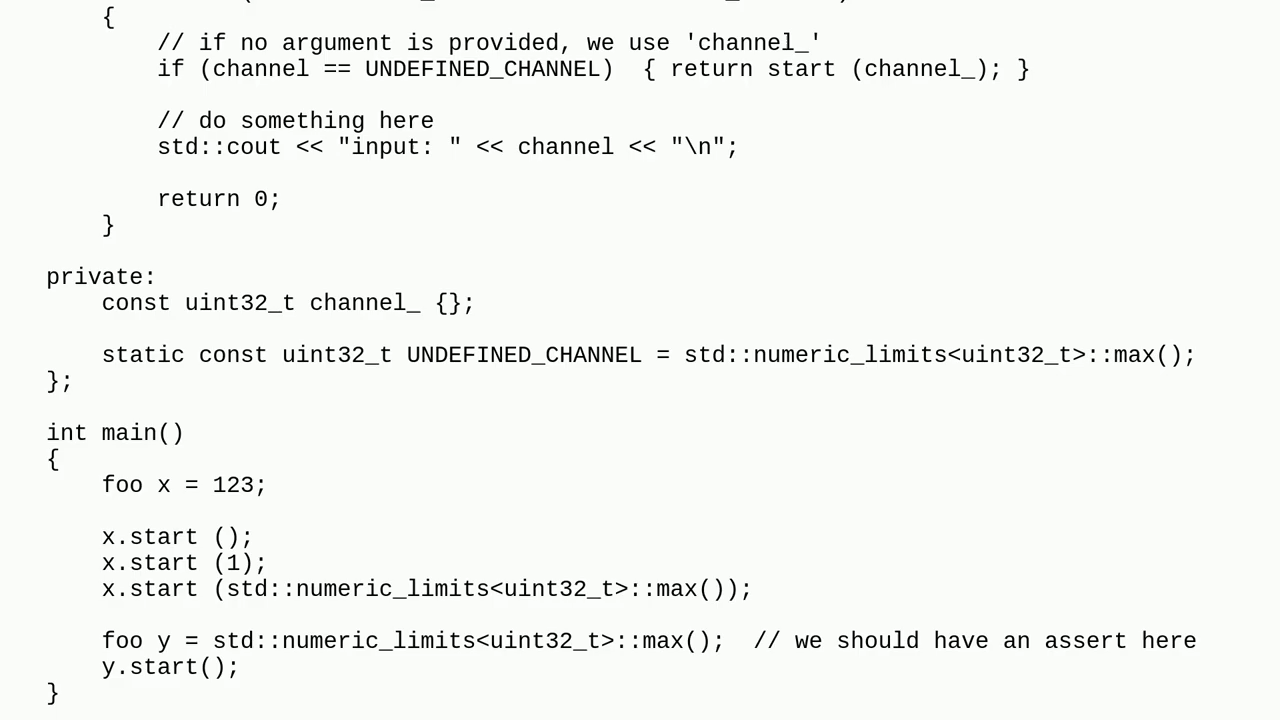 {
// if no argument is provided, we use 'channel_'
if (channel == UNDEFINED_CHANNEL)  { return start (channel_); }
// do something here
std::cout << "input: " << channel << "\n";
return 0;
}
private:
const uint32_t channel_ {};
static const uint32_t UNDEFINED_CHANNEL = std::numeric_limits<uint32_t>::max();
};
int main()
{
foo x = 123;
x.start ();
x.start (1);
x.start (std::numeric_limits<uint32_t>::max());
foo y = std::numeric_limits<uint32_t>::max();  // we should have an assert here
y.start();
}